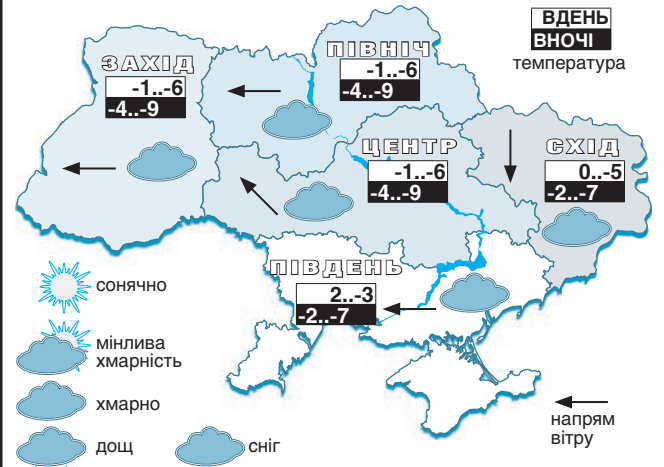 ВДЕНЬ
ВНОЧІ
температура
ПІВНІЧ
-1..-6
-4..-9
ЗАХІД
-1..-6
-4..-9
ЦЕНТР
-1..-6
-4..-9
СХІД
0..-5
-2..-7
ПІВДЕНЬ
2..-3
-2..-7
сонячно
мінлива
хмарність
хмарно
дощ
сніг
напрям
вітру